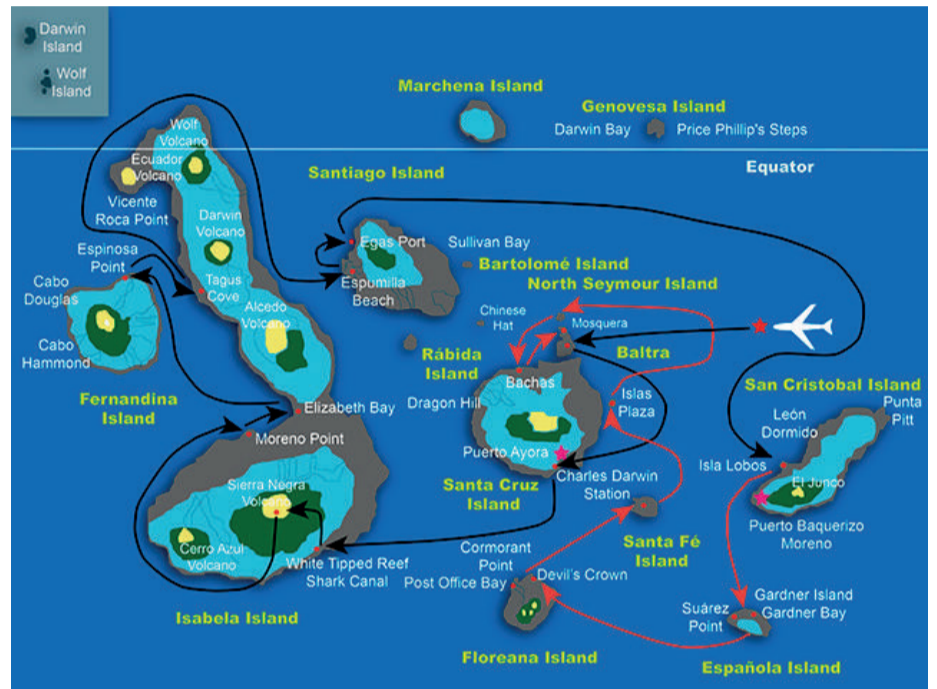 Darwin
Island
Wolf
Island
Marchena Island
Genovesa Island
Darwin Bay
Price Phillip's Steps
Equator
Wolf
Volcano
Ecuador
Volcano
Vicente
Roca Point
Santiago Island
Darwin
Volcano
Egas Port
Sullivan Bay
Espinosa
Point
Bartolomé Island
Espumilla
Beach
North Seymour Island
Cabo
Douglas
Tagus
Cove
Alcedo
Volcano
Chinese
Hat
Mosquera
Cabo
Hammond
Rábida
Island
Baltra
Bachas
San Cristobal Island
Fernandina
Island
Elizabeth Bay
Dragon Hill
Islas
Plaza
Punta
Pitt
León
Dormido
Moreno Point
Puerto Ayora
Isla Lobos
Sierra Negra
Volcano
Santa Cruz
Island
Charles Darwin
Station
El Junco
Puerto Baquerizo
Moreno
Cerro Azul
Volcano
White Tipped Reef
Shark Canal
Santa Fé
Island
Cormorant
Point
Post Office Bay
Devil's Crown
Isabela Island
Gardner Island
Gardner Bay
Suárez
Point
Floreana Island
Española Island